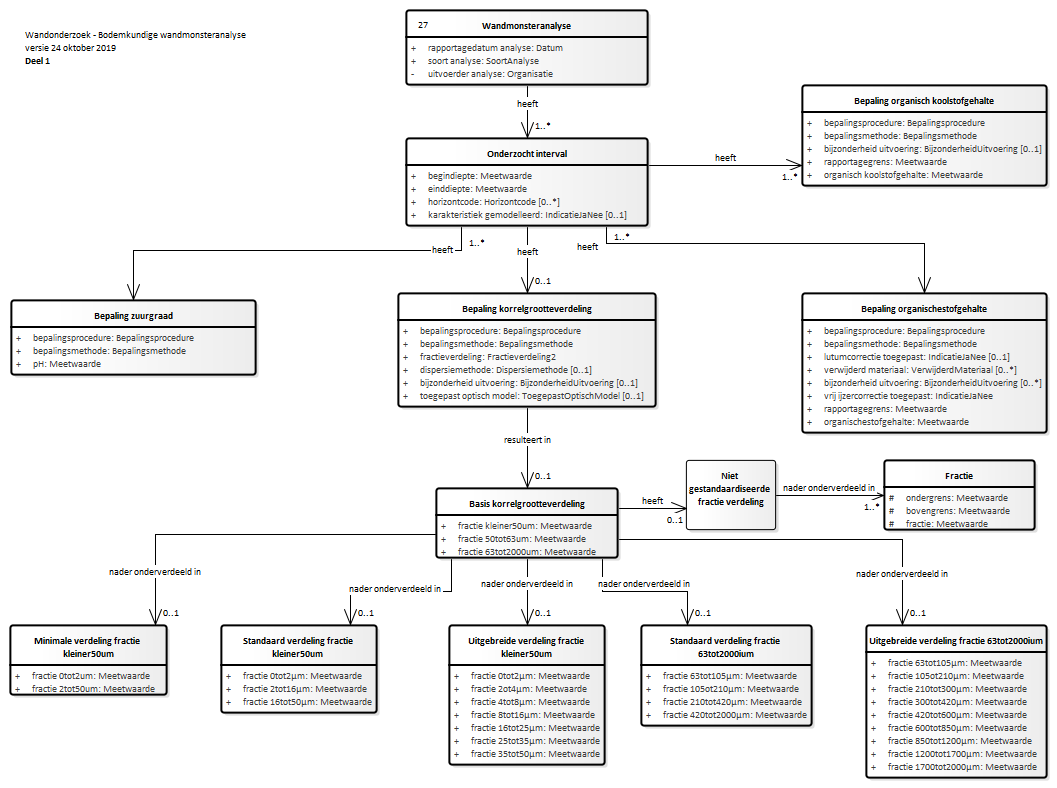 Wandonderzoek - Bodemkundige wandmonsteranalyse
versie 24 oktober 2019
Deel 1
27
Wandmonsteranalyse
+ rapportagedatum analyse: Datum
+ soort analyse: SoortAnalyse
- uitvoerder analyse: Organisatie
heeft
1..*
Onderzocht interval
+ begindiepte: Meetwaarde
+ einddiepte: Meetwaarde
+ horizontcode: Horizontcode [0..*]
+ karakteristiek gemodelleerd: IndicatieJaNee [0..1]
heeft
1..*
Bepaling organisch koolstofgehalte
+ bepalingsprocedure: Bepalingsprocedure
+ bepalingsmethode: Bepalingsmethode
+ bijzonderheid uitvoering: BijzonderheidUitvoering [0..1]
+ rapportagegrens: Meetwaarde
+ organisch koolstofgehalte: Meetwaarde
heeft
1..*
heeft
0..1
heeft
1..*
Bepaling zuurgraad
+ bepalingsprocedure: Bepalingsprocedure
+ bepalingsmethode: Bepalingsmethode
+ pH: Meetwaarde
Bepaling korrelgrootteverdeling
+ bepalingsprocedure: Bepalingsprocedure
+ bepalingsmethode: Bepalingsmethode
+ fractieverdeling: Fractieverdeling2
+ dispersiemethode: Dispersiemethode [0..1]
+ bijzonderheid uitvoering: BijzonderheidUitvoering [0..1]
+ toegepast optisch model: ToegepastOptischModel [0..1]
Bepaling organischestofgehalte
+ bepalingsprocedure: Bepalingsprocedure
+ bepalingsmethode: Bepalingsmethode
+ lutumcorrectie toegepast: IndicatieJaNee [0..1]
+ verwijderd materiaal: VerwijderdMateriaal [0..*]
+ bijzonderheid uitvoering: BijzonderheidUitvoering [0..*]
+ vrij ijzercorrectie toegepast: IndicatieJaNee
+ rapportagegrens: Meetwaarde
+ organischestofgehalte: Meetwaarde
resulteert in
0..1
Basis korrelgrootteverdeling
+ fractie kleiner50um: Meetwaarde
+ fractie 50tot63um: Meetwaarde
+ fractie 63tot2000um: Meetwaarde
heeft
0..1
Niet
gestandaardiseerde
fractie verdeling
nader onderverdeeld in
1..*
Fractie
# ondergrens: Meetwaarde
# bovengrens: Meetwaarde
# fractie: Meetwaarde
nader onderverdeeld in
0..1
nader onderverdeeld in
0..1
nader onderverdeeld in
0..1
nader onderverdeeld in
0..1
nader onderverdeeld in
0..1
Minimale verdeling fractie
kleiner50um
+ fractie 0tot2um: Meetwaarde
+ fractie 2tot50um: Meetwaarde
Standaard verdeling fractie
kleiner50um
+ fractie 0tot2µm: Meetwaarde
+ fractie 2tot16µm: Meetwaarde
+ fractie 16tot50µm: Meetwaarde
Uitgebreide verdeling fractie
kleiner50um
+ fractie 0tot2µm: Meetwaarde
+ fractie 2ot4µm: Meetwaarde
+ fractie 4tot8µm: Meetwaarde
+ fractie 8tot16µm: Meetwaarde
+ fractie 16tot25µm: Meetwaarde
+ fractie 25tot35µm: Meetwaarde
+ fractie 35tot50µm: Meetwaarde
Standaard verdeling fractie
63tot2000ium
+ fractie 63tot105µm: Meetwaarde
+ fractie 105ot210µm: Meetwaarde
+ fractie 210tot420µm: Meetwaarde
+ fractie 420tot2000µm: Meetwaarde
Uitgebreide verdeling fractie 63tot2000ium
+ fractie 63tot105µm: Meetwaarde
+ fractie 105ot210µm: Meetwaarde
+ fractie 210tot300µm: Meetwaarde
+ fractie 300tot420µm: Meetwaarde
+ fractie 420tot600µm: Meetwaarde
+ fractie 600tot850µm: Meetwaarde
+ fractie 850tot1200µm: Meetwaarde
+ fractie 1200tot1700µm: Meetwaarde
+ fractie 1700tot2000µm: Meetwaarde